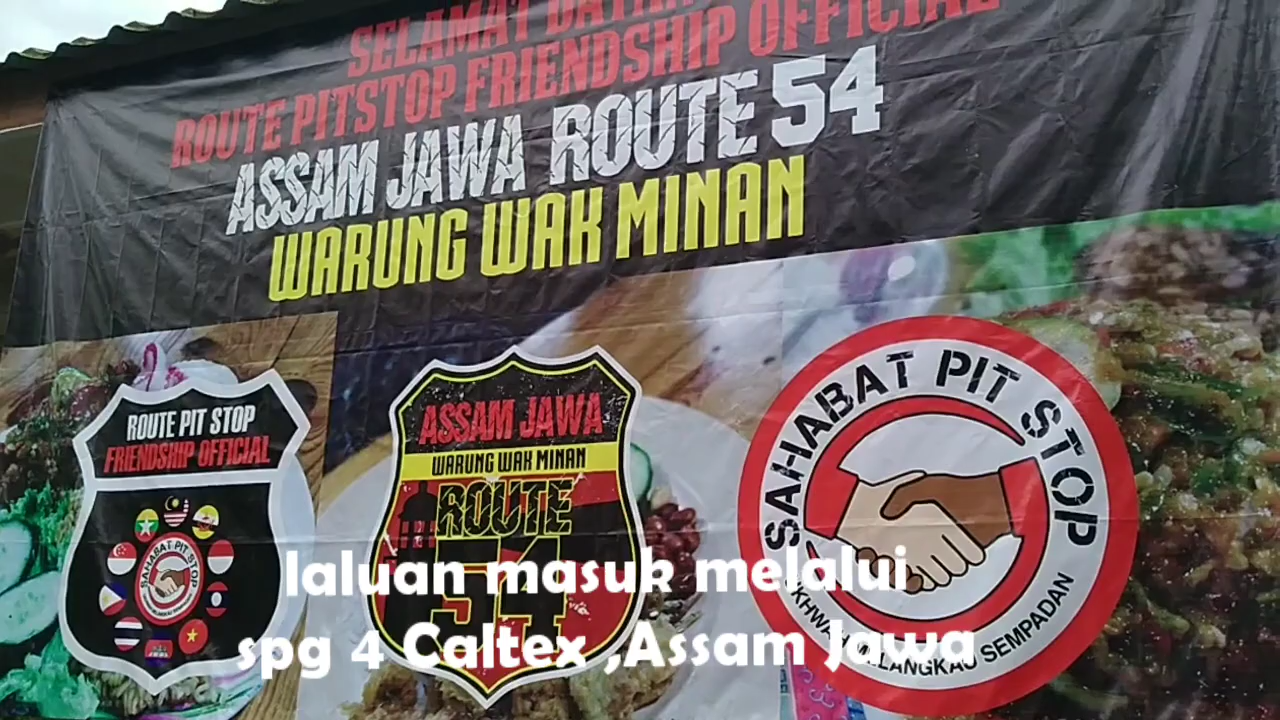 SELAMAT
ROUTE PITSTOP FRIENDSHIP OFFICIAL
ASSAM JAWA ROUTE 54
WARUNG WAK MINAN
ROUTE PIT STOP
FRIENDSHIP OFFICIAL
SAHABAT PIT STOP
ASSAM JAWA
WARUNG WAK MINAN
ROUTE
54
SAHABAT PIT STOP
MELANGKAU SEMPADAN
laluan masuk melalui
spg 4 Caltex ,Assam Jawa